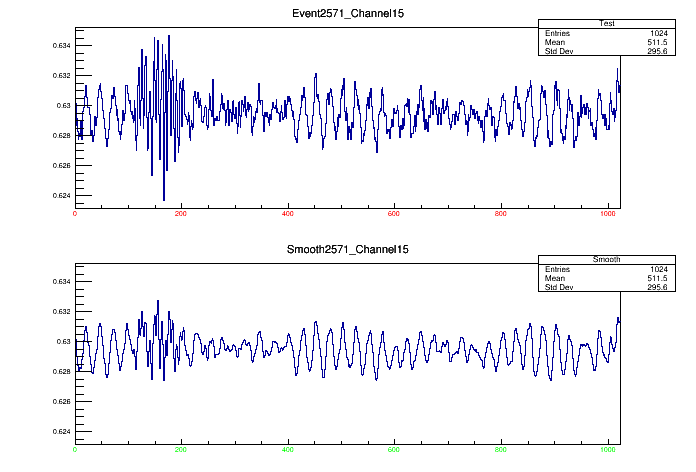 Event2571_Channel15
Test
Entries 1024
Mean 511.5
Std Dev 295.6
0.634
0.632
0.63
0.628
0.626
0.624
0 200 400 600 800 1000
Smooth2571_Channel15
Smooth
Entries 1024
Mean 511.5
Std Dev 295.6
0.634
0.632
0.63
0.628
0.626
0.624
0 200 400 600 800 1000